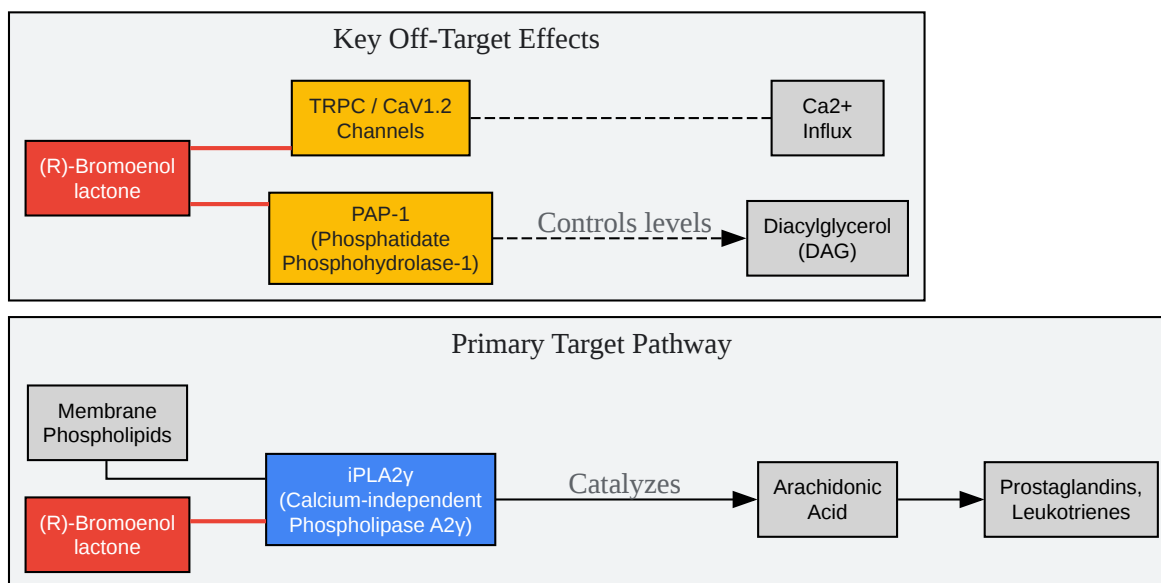 Key Off-Target Effects
TRPC / CaV1.2
Channels
Ca2+
Influx
(R)-Bromoenol
lactone
PAP-1
(Phosphatidate
Phosphohydrolase-1)
Controls levels
Diacylglycerol
(DAG)
Primary Target Pathway
Membrane
Phospholipids
iPLA2γ
(Calcium-independent
Phospholipase A2γ)
Catalyzes
Arachidonic
Acid
Prostaglandins,
Leukotrienes
(R)-Bromoenol
lactone